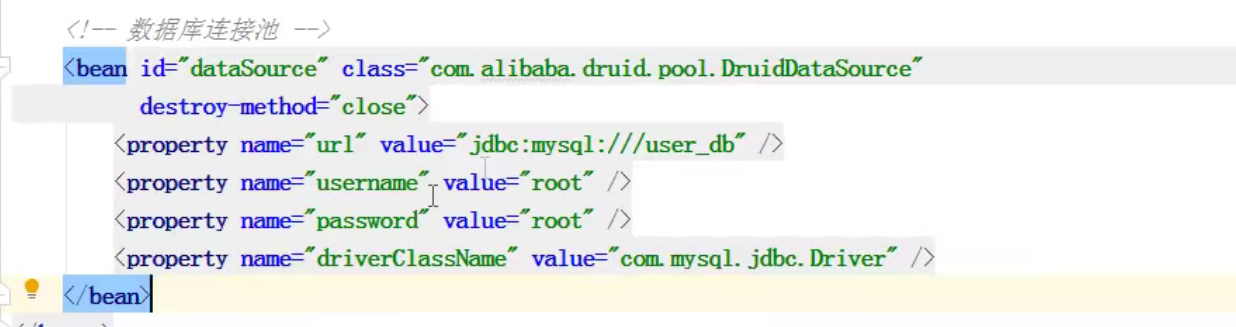 <!-- 数据库连接池 -->
<bean id="dataSource" class="com.alibaba.druid.pool.DruidDataSource"
destroy-method="close">
<property name="url" value="jdbc:mysql:///user_db" />
<property name="username" value="root" />
<property name="password" value="root" />
<property name="driverClassName" value="com.mysql.jdbc.Driver" />
</bean>